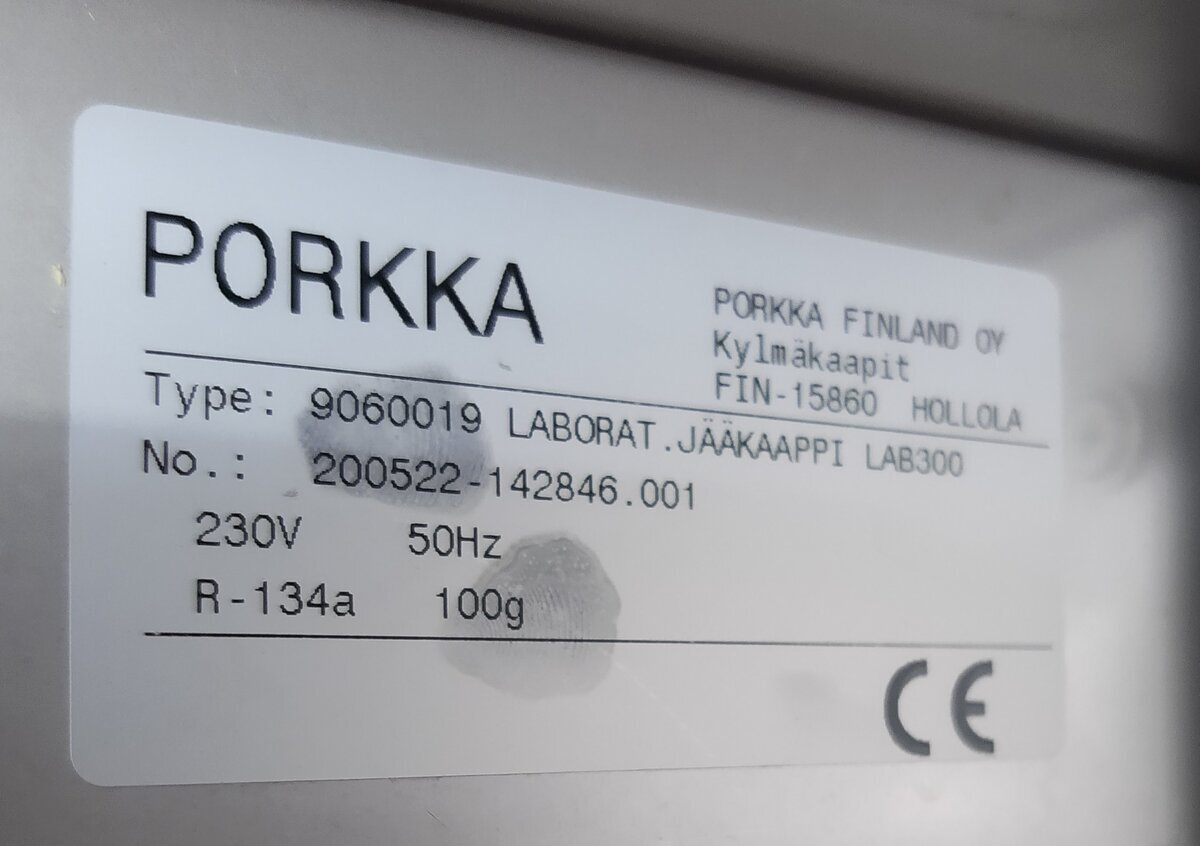 PORKKA
PORKKA FINLAND OY
Kylmäkaapit
FIN-15860 HOLLOLA
Type: 9060019 LABORAT.JÄÄKAAPPI LAB300
No.: 200522-142846.001
230V 50Hz
R-134a 100g
CE